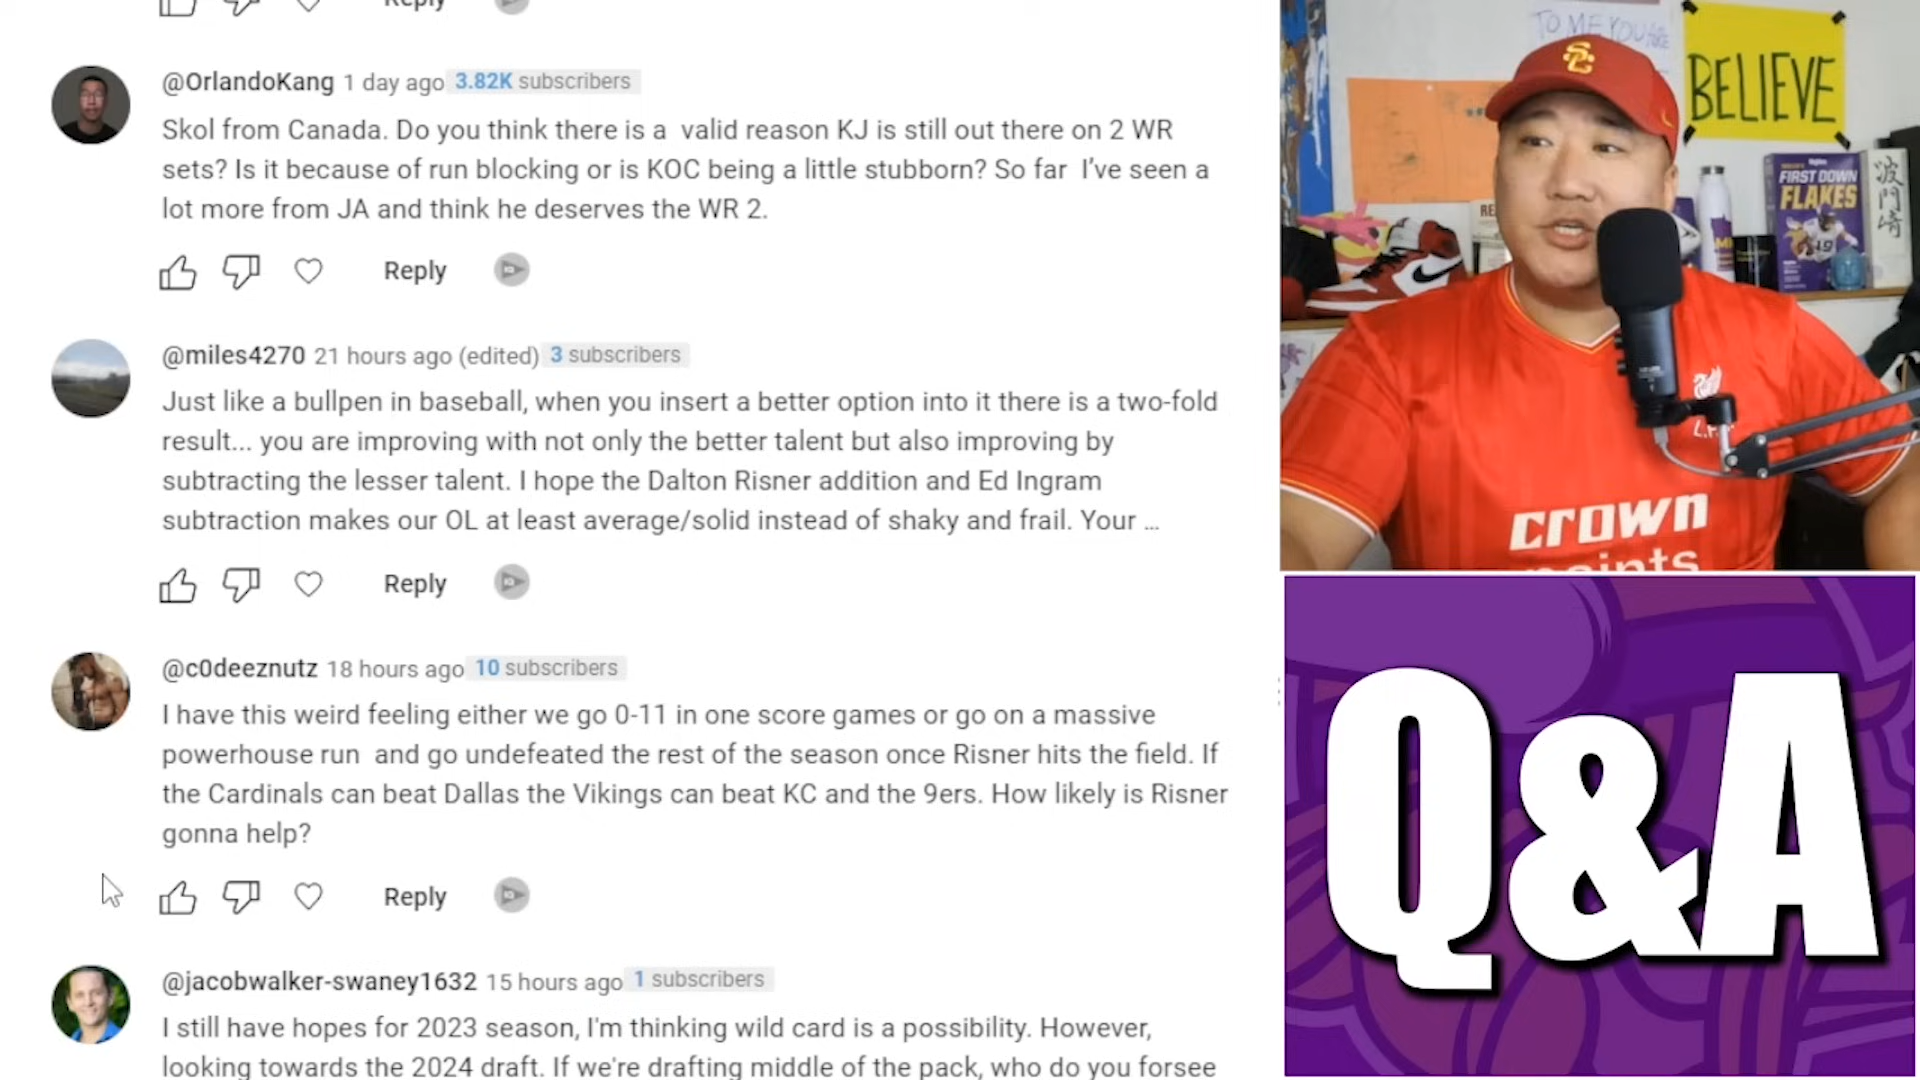 Reply
@OrlandoKang 1 day ago 3.82K subscribers
Skol from Canada. Do you think there is a valid reason KJ is still out there on 2 WR
sets? Is it because of run blocking or is KOC being a little stubborn? So far I've seen a
lot more from JA and think he deserves the WR 2.
Reply
@miles4270 21 hours ago (edited) 3 subscribers
Just like a bullpen in baseball, when you insert a better option into it there is a two-fold
result... you are improving with not only the better talent but also improving by
subtracting the lesser talent. I hope the Dalton Risner addition and Ed Ingram
subtraction makes our OL at least average/solid instead of shaky and frail. Your ...
Reply
@c0deeznutz 18 hours ago 10 subscribers
I have this weird feeling either we go 0-11 in one score games or go on a massive
powerhouse run and go undefeated the rest of the season once Risner hits the field. If
the Cardinals can beat Dallas the Vikings can beat KC and the 9ers. How likely is Risner
gonna help?
Reply
@jacobwalker-swaney1632 15 hours ago 1 subscribers
I still have hopes for 2023 season, I'm thinking wild card is a possibility. However,
looking towards the 2024 draft. If we're drafting middle of the pack, who do you forsee
TO ME YOU ARE
BELIEVE
SC
FIRST DOWN
FLAKES
19
波
門
崎
crown
paints
Q&A